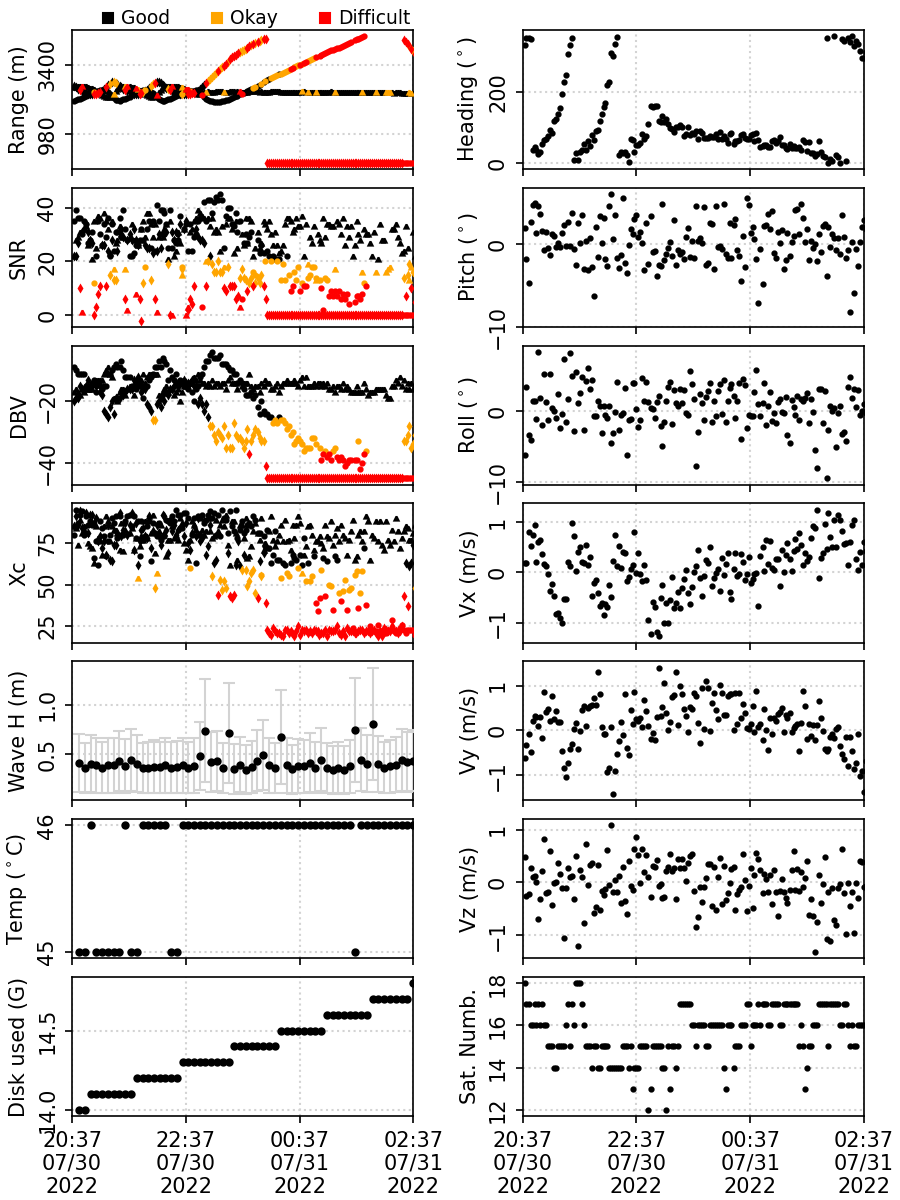 Good Okay Difficult
Range (m)
3400
980
Heading (°)
200
0
SNR
40
20
0
Pitch (°)
0
−10
DBV
−20
−40
Roll (°)
0
−10
Xc
75
50
25
Vx (m/s)
1
0
−1
Wave H (m)
1.0
0.5
Vy (m/s)
1
0
−1
Temp (°C)
46
45
Vz (m/s)
1
0
−1
Disk used (G)
14.5
14.0
Sat. Numb.
18
16
14
12
20:37 22:37 00:37 02:37 20:37 22:37 00:37 02:37
07/30 07/30 07/31 07/31 07/30 07/30 07/31 07/31
2022 2022 2022 2022 2022 2022 2022 2022